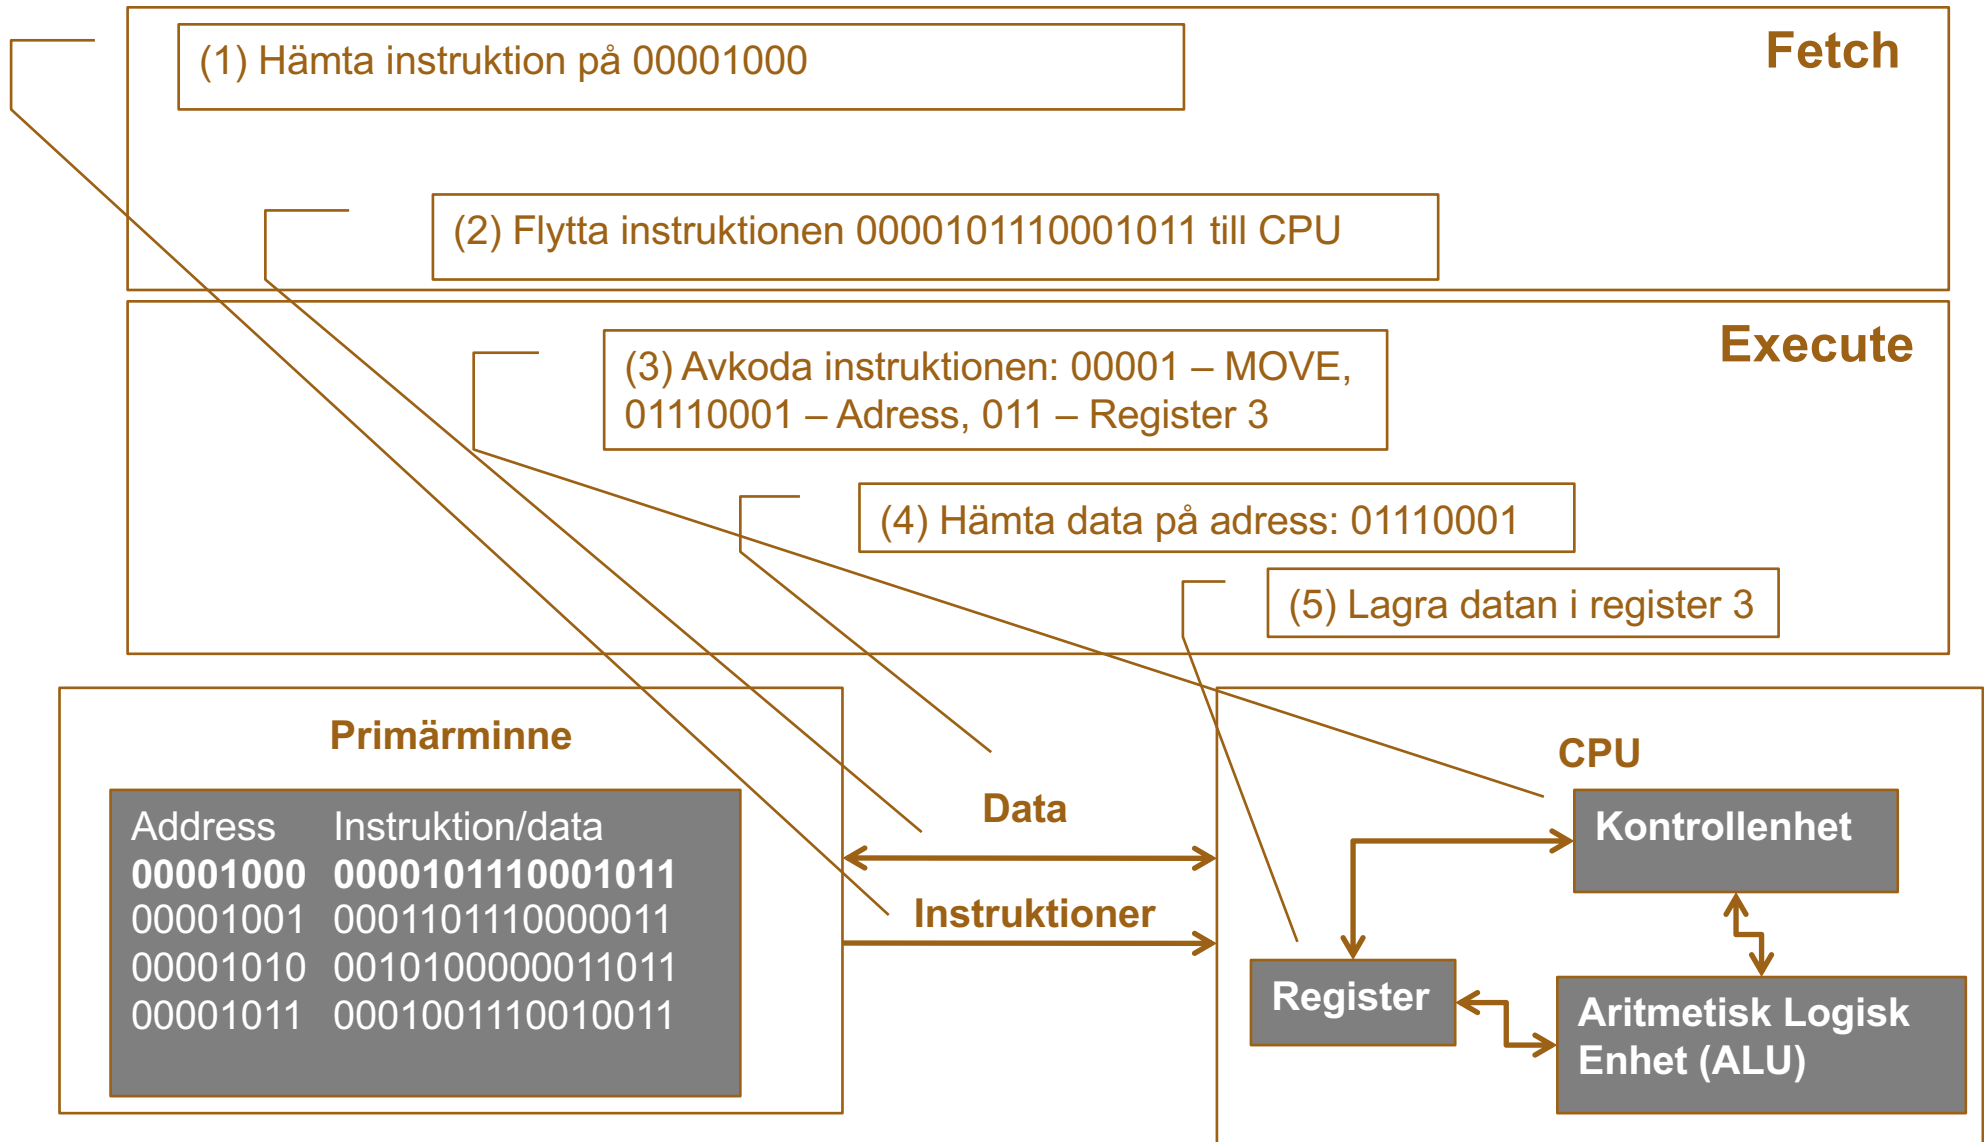 Fetch
(1) Hämta instruktion på 00001000
(2) Flytta instruktionen 0000101110001011 till CPU
Execute
(3) Avkoda instruktionen: 00001 – MOVE,
01110001 – Adress, 011 – Register 3
(4) Hämta data på adress: 01110001
(5) Lagra datan i register 3
Primärminne
Address Instruktion/data
00001000 0000101110001011
00001001 0001101110000011
00001010 0010100000011011
00001011 0001001110010011
Data
Instruktioner
CPU
Kontrollenhet
Register
Aritmetisk Logisk
Enhet (ALU)